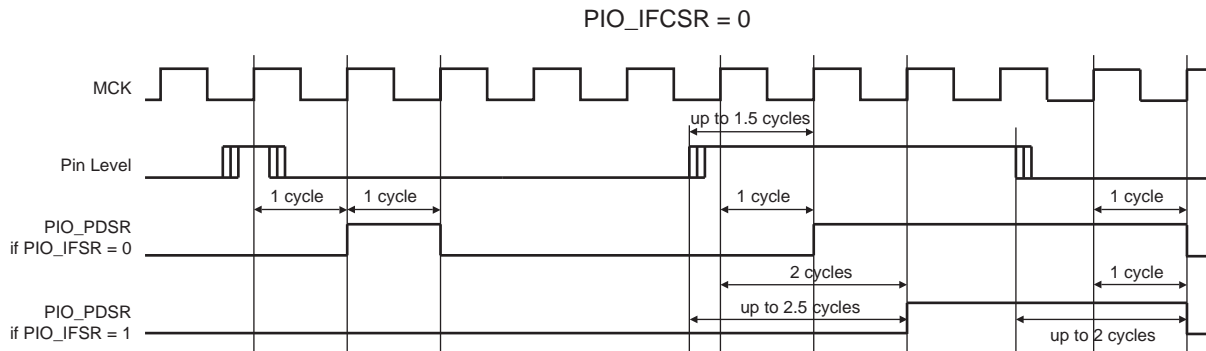 PIO_IFCSR = 0
MCK
up to 1.5 cycles
Pin Level
1 cycle
1 cycle
1 cycle
1 cycle
PIO_PDSR
if PIO_IFSR = 0
2 cycles
1 cycle
PIO_PDSR
if PIO_IFSR = 1
up to 2.5 cycles
up to 2 cycles